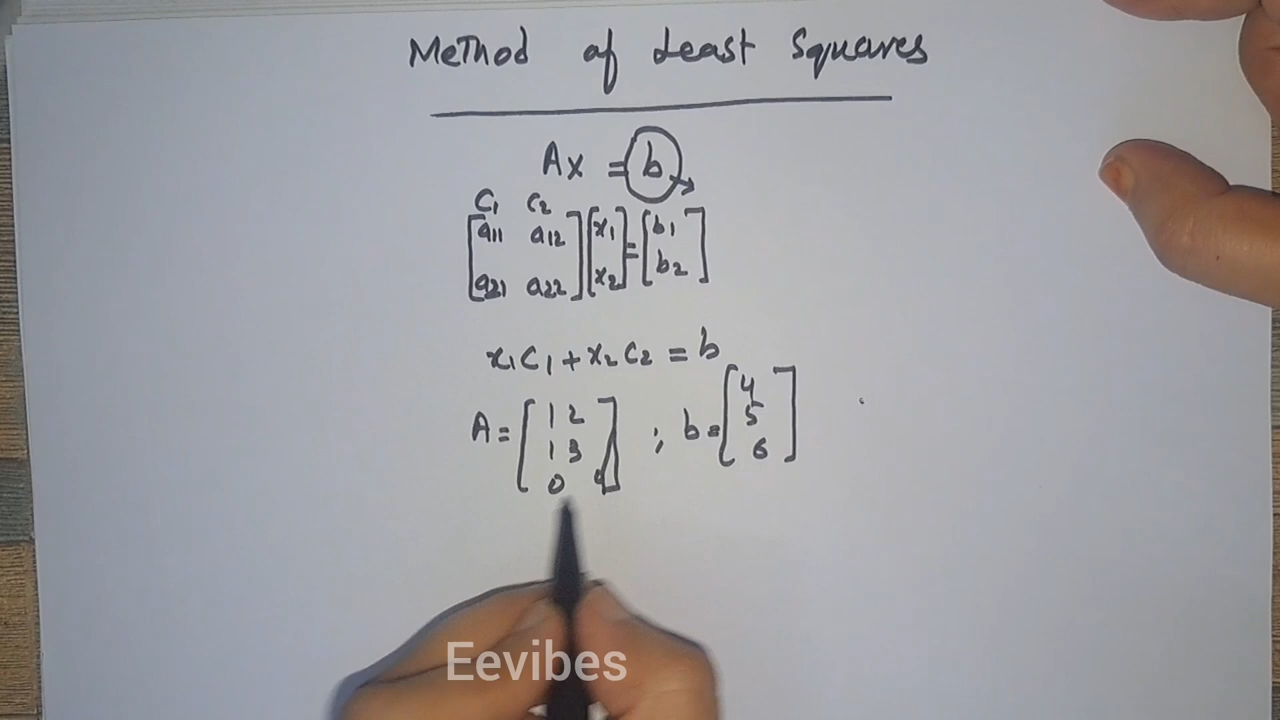 Method of Least Squares
Ax = b
C1 C2
[a11 a12] [x1] = [b1]
[a21 a22] [x2] [b2]
x1C1 + x2C2 = b
A = [1 2 ; b = [4
1 3 5
0 6]
Eevibes